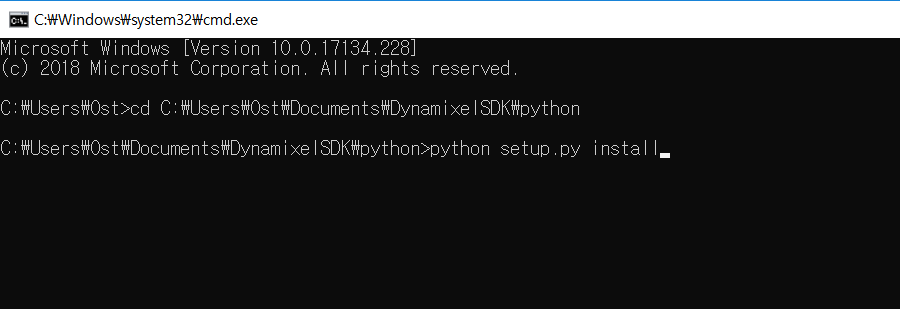 C:₩Windows₩system32₩cmd.exe
Microsoft Windows [Version 10.0.17134.228]
(c) 2018 Microsoft Corporation. All rights reserved.
C:₩Users₩Ost>cd C:₩Users₩Ost₩Documents₩DynamixelSDK₩python
C:₩Users₩Ost₩Documents₩DynamixelSDK₩python>python setup.py install